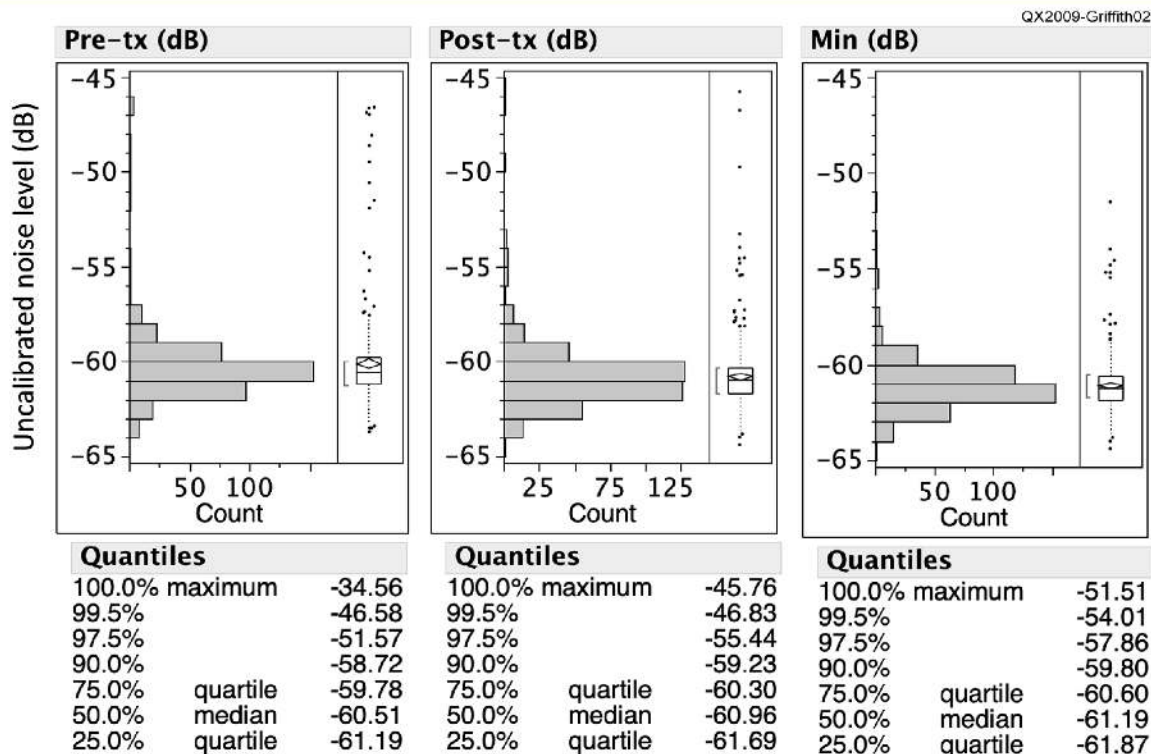 QX2009-Griffith02
Pre-tx (dB)
Post-tx (dB)
Min (dB)
Uncalibrated noise level (dB)
-45
-50
-55
-60
-65
50 100
Count
-45
-50
-55
-60
-65
25 75 125
Count
-45
-50
-55
-60
-65
50 100
Count
Quantiles
100.0% maximum -34.56
99.5% -46.58
97.5% -51.57
90.0% -58.72
75.0% quartile -59.78
50.0% median -60.51
25.0% quartile -61.19
Quantiles
100.0% maximum -45.76
99.5% -46.83
97.5% -55.44
90.0% -59.23
75.0% quartile -60.30
50.0% median -60.96
25.0% quartile -61.69
Quantiles
100.0% maximum -51.51
99.5% -54.01
97.5% -57.86
90.0% -59.80
75.0% quartile -60.60
50.0% median -61.19
25.0% quartile -61.87